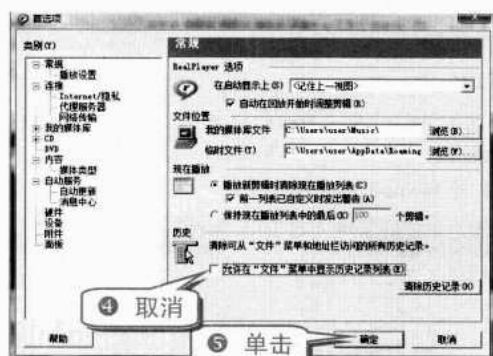 首选项
类别(Y)
常规
播放设置
连接
Internet/隐私
代理服务器
网络传输
我的媒体库
CD
DVD
内容
媒体类型
自动服务
自动更新
消息中心
硬件
设备
附件
面板
常规
RealPlayer 选项
在启动显示上(S) <记住上一视图>
自动在回放开始时调整剪辑(R)
文件位置
我的媒体库文件 C:\Users\user\Music\ 浏览(B)...
临时文件(T) C:\Users\user\AppData\Roaming 浏览(W)...
现在播放
播放新剪辑时清除现在播放列表(C)
前一列表已自定义时发出警告(A)
保持现在播放列表中的最后(K) 100 个剪辑。
历史
清除可从“文件”菜单和地址栏访问的所有历史记录。
允许在“文件”菜单中显示历史记录列表
清除历史记录
④ 取消
⑤ 单击
帮助
确定
取消